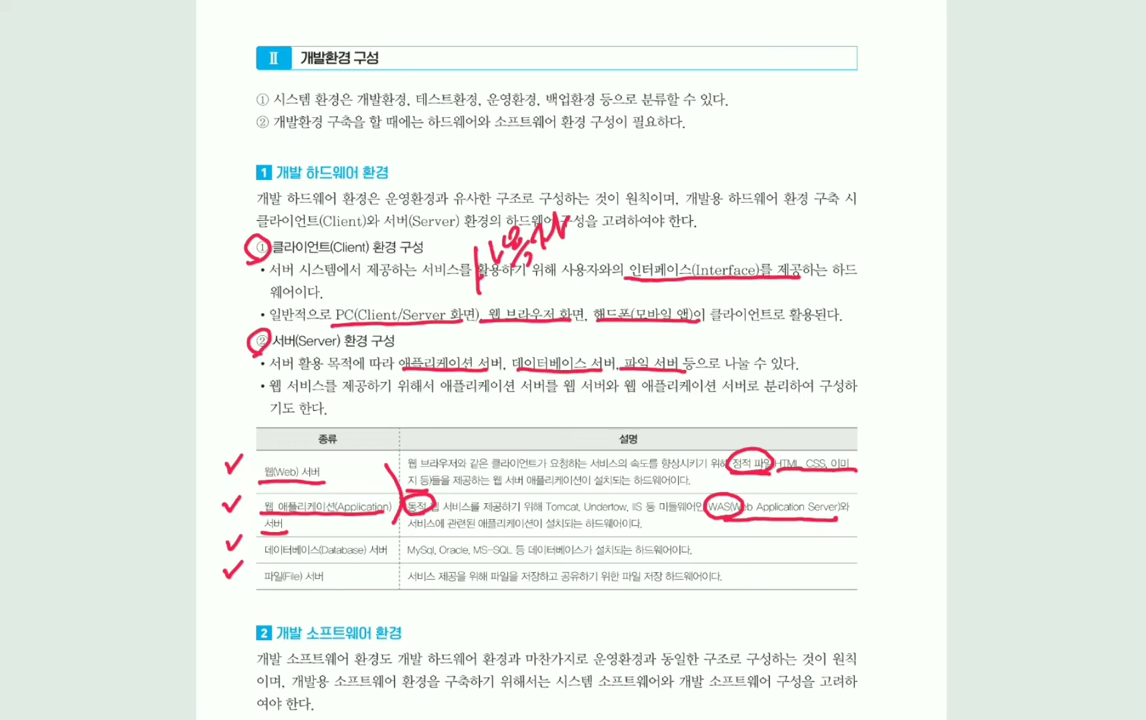 Ⅱ 개발환경 구성
① 시스템 환경은 개발환경, 테스트환경, 운영환경, 백업환경 등으로 분류할 수 있다.
② 개발환경 구축을 할 때에는 하드웨어와 소프트웨어 환경 구성이 필요하다.
1 개발 하드웨어 환경
개발 하드웨어 환경은 운영환경과 유사한 구조로 구성하는 것이 원칙이며, 개발용 하드웨어 환경 구축 시
클라이언트(Client)와 서버(Server) 환경의 하드웨어 구성을 고려하여야 한다.
사용자
① 클라이언트(Client) 환경 구성
• 서버 시스템에서 제공하는 서비스를 활용하기 위해 사용자와의 인터페이스(Interface)를 제공하는 하드
웨어이다.
• 일반적으로 PC(Client/Server 화면), 웹 브라우저 화면, 핸드폰(모바일 앱)이 클라이언트로 활용된다.
② 서버(Server) 환경 구성
• 서버 활용 목적에 따라 애플리케이션 서버, 데이터베이스 서버, 파일 서버 등으로 나눌 수 있다.
• 웹 서비스를 제공하기 위해서 애플리케이션 서버를 웹 서버와 웹 애플리케이션 서버로 분리하여 구성하
기도 한다.
종류 설명
웹(Web) 서버 웹 브라우저와 같은 클라이언트가 요청하는 서비스의 속도를 향상시키기 위해 정적 파일(HTML, CSS, 이미
지 등)들을 제공하는 웹 서버 애플리케이션이 설치되는 하드웨어이다.
웹 애플리케이션(Application) 동적 웹 서비스를 제공하기 위해 Tomcat, Undertow, IIS 등 미들웨어인 WAS(Web Application Server)와
서버 서비스에 관련된 애플리케이션이 설치되는 하드웨어이다.
데이터베이스(Database) 서버 MySql, Oracle, MS-SQL 등 데이터베이스가 설치되는 하드웨어이다.
파일(File) 서버 서비스 제공을 위해 파일을 저장하고 공유하기 위한 파일 저장 하드웨어이다.
2 개발 소프트웨어 환경
개발 소프트웨어 환경도 개발 하드웨어 환경과 마찬가지로 운영환경과 동일한 구조로 구성하는 것이 원칙
이며, 개발용 소프트웨어 환경을 구축하기 위해서는 시스템 소프트웨어와 개발 소프트웨어 구성을 고려하
여야 한다.